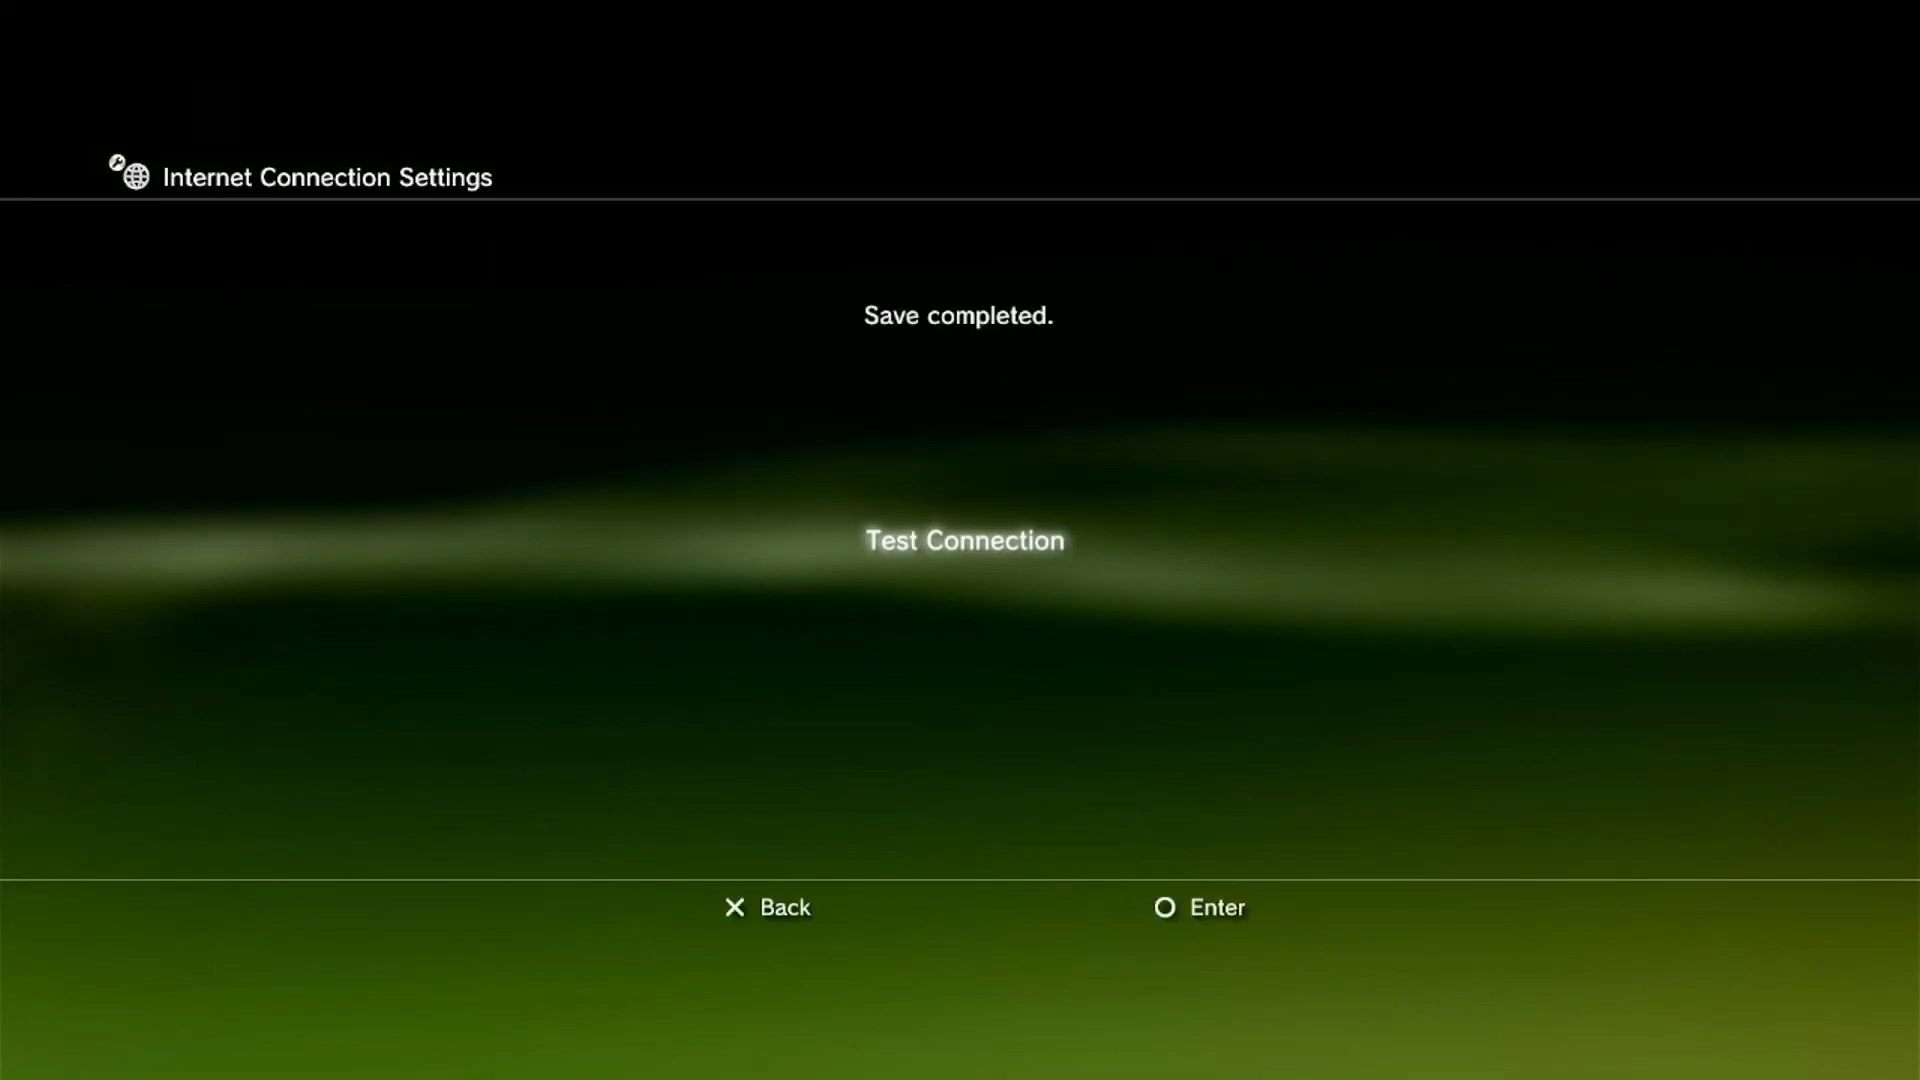 Internet Connection Settings
Save completed.
Test Connection
Back
Enter